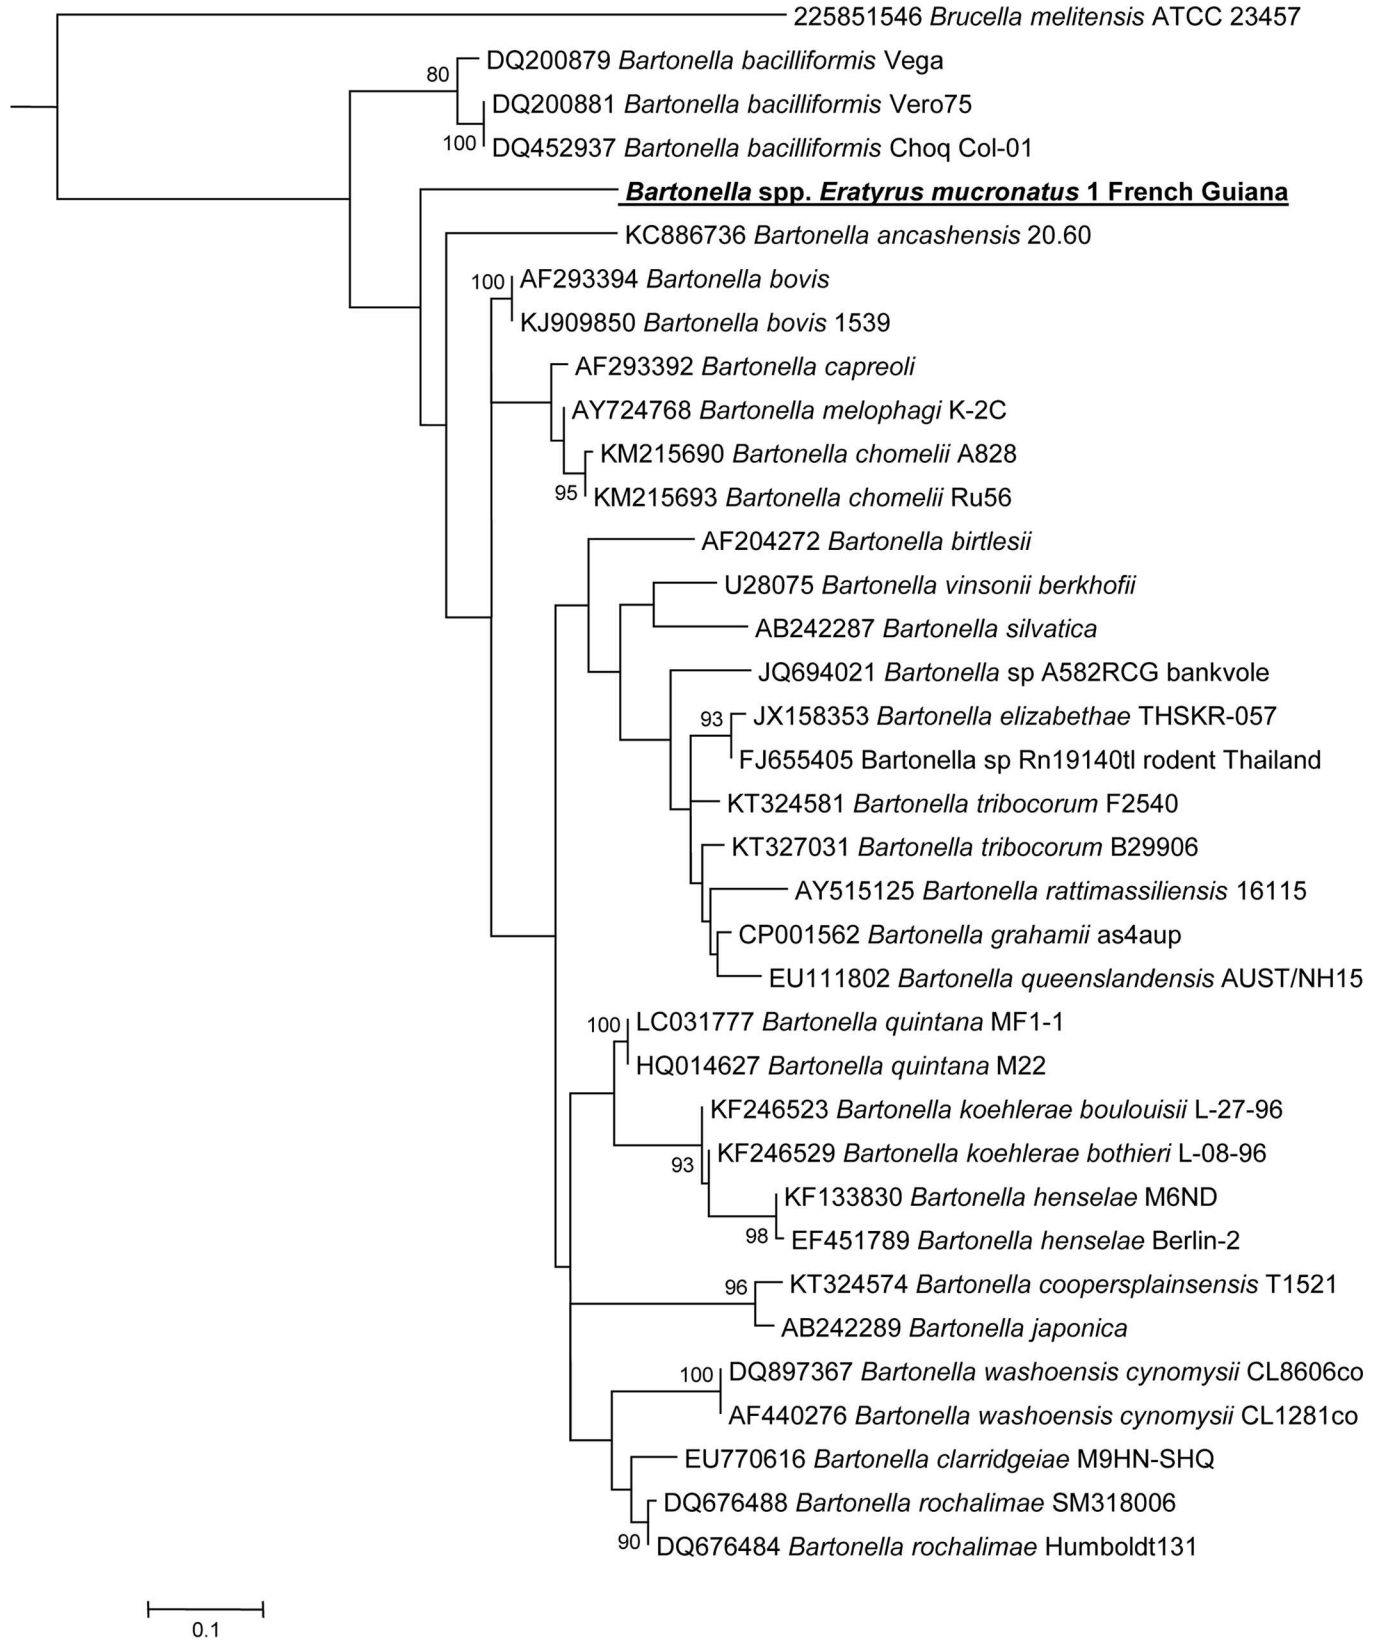 225851546 Brucella melitensis ATCC 23457
DQ200879 Bartonella bacilliformis Vega
80
DQ200881 Bartonella bacilliformis Vero75
100
DQ452937 Bartonella bacilliformis Choq Col-01
Bartonella spp. Eratyrus mucronatus 1 French Guiana
KC886736 Bartonella ancashensis 20.60
100
AF293394 Bartonella bovis
KJ909850 Bartonella bovis 1539
AF293392 Bartonella capreoli
AY724768 Bartonella melophagi K-2C
KM215690 Bartonella chomelii A828
95
KM215693 Bartonella chomelii Ru56
AF204272 Bartonella birtlesii
U28075 Bartonella vinsonii berkhofii
AB242287 Bartonella silvatica
JQ694021 Bartonella sp A582RCG bankvole
93
JX158353 Bartonella elizabethae THSKR-057
FJ655405 Bartonella sp Rn19140tl rodent Thailand
KT324581 Bartonella tribocorum F2540
KT327031 Bartonella tribocorum B29906
AY515125 Bartonella rattimassiliensis 16115
CP001562 Bartonella grahamii as4aup
EU111802 Bartonella queenslandensis AUST/NH15
100
LC031777 Bartonella quintana MF1-1
HQ014627 Bartonella quintana M22
KF246523 Bartonella koehlerae boulouisii L-27-96
KF246529 Bartonella koehlerae bothieri L-08-96
93
KF133830 Bartonella henselae M6ND
98
EF451789 Bartonella henselae Berlin-2
96
KT324574 Bartonella coopersplainsensis T1521
AB242289 Bartonella japonica
100
DQ897367 Bartonella washoensis cynomysii CL8606co
AF440276 Bartonella washoensis cynomysii CL1281co
EU770616 Bartonella clarridgeiae M9HN-SHQ
DQ676488 Bartonella rochalimae SM318006
90
DQ676484 Bartonella rochalimae Humboldt131
0.1